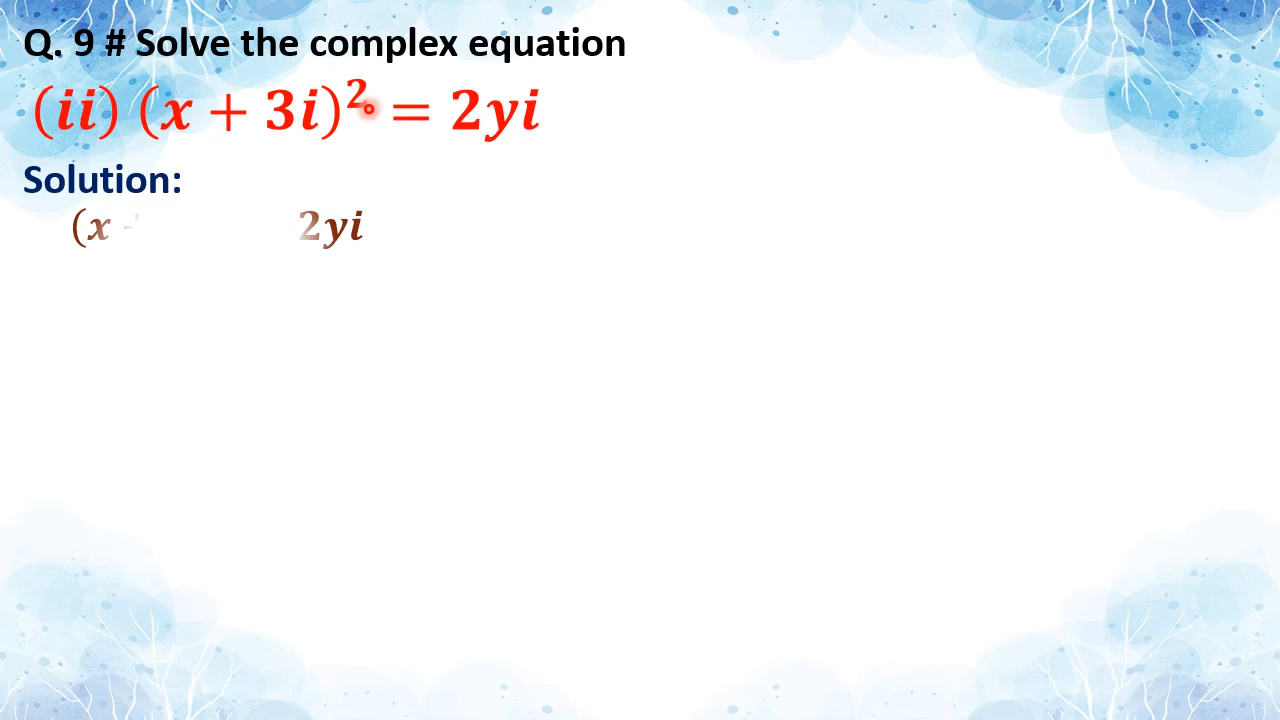 Q. 9 # Solve the complex equation
(ii) (x + 3i)² = 2yi
Solution:
(x 2yi